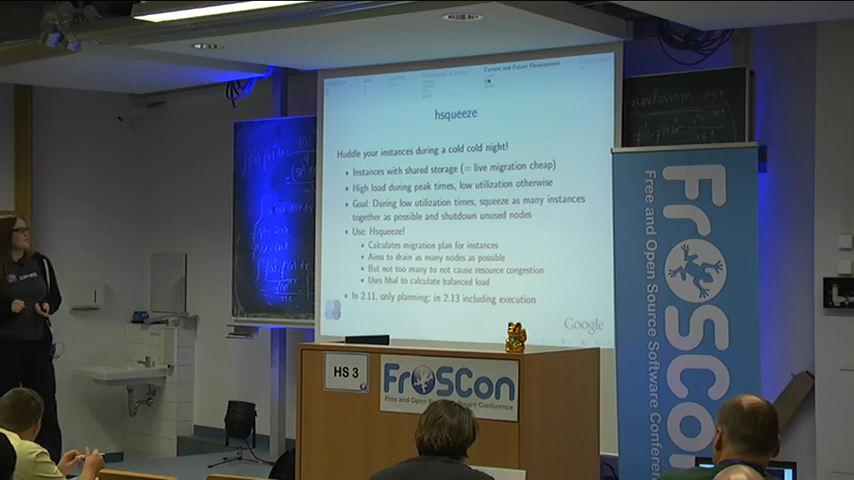 Current and Future Development
hsqueeze
Huddle your instances during a cold cold night!
• Instances with shared storage (= live migration cheap)
• High load during peak times, low utilization otherwise
• Goal: During low utilization times, squeeze as many instances
together as possible and shutdown unused nodes
• Use: Hsqueeze!
• Calculates migration plan for instances
• Aims to drain as many nodes as possible
• But not too many to not cause resource congestion
• Uses hbal to calculate balanced load
• In 2.11, only planning; in 2.13 including execution
Google
HS 3
FrOSCon
Free and Open Source Software Conference
FrOSCon
Free and Open Source Software Conference